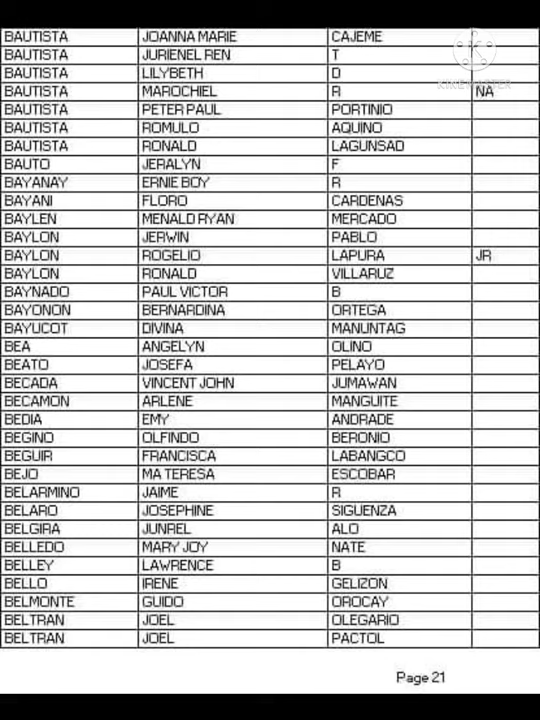 BAUTISTA JOANNA MARIE CAJEME
BAUTISTA JURIENEL REN T
BAUTISTA LILYBETH D
BAUTISTA MAROCHIEL R NA
BAUTISTA PETER PAUL PORTINIO
BAUTISTA ROMULO AQUINO
BAUTISTA RONALD LAGUNSAD
BAUTO JERALYN F
BAYANAY ERNIE BOY R
BAYANI FLORO CARDENAS
BAYLEN MENALD RYAN MERCADO
BAYLON JERWIN PABLO
BAYLON ROGELIO LAPURA JR
BAYLON RONALD VILLARUZ
BAYNADO PAUL VICTOR B
BAYONON BERNARDINA ORTEGA
BAYUCOT DIVINA MANUNTAG
BEA ANGELYN OLINO
BEATO JOSEFA PELAYO
BECADA VINCENT JOHN JUMAWAN
BECAMON ARLENE MANGUITE
BEDIA EMY ANDRADE
BEGINO OLFINDO BERONIO
BEGUIR FRANCISCA LABANGCO
BEJO MA TERESA ESCOBAR
BELARMINO JAIME R
BELARO JOSEPHINE SIGUENZA
BELGIRA JUNREL ALO
BELLEDO MARY JOY NATE
BELLEY LAWRENCE B
BELLO IRENE GELIZON
BELMONTE GUIDO OROCAY
BELTRAN JOEL OLEGARIO
BELTRAN JOEL PACTOL
Page 21
KINEMASTER